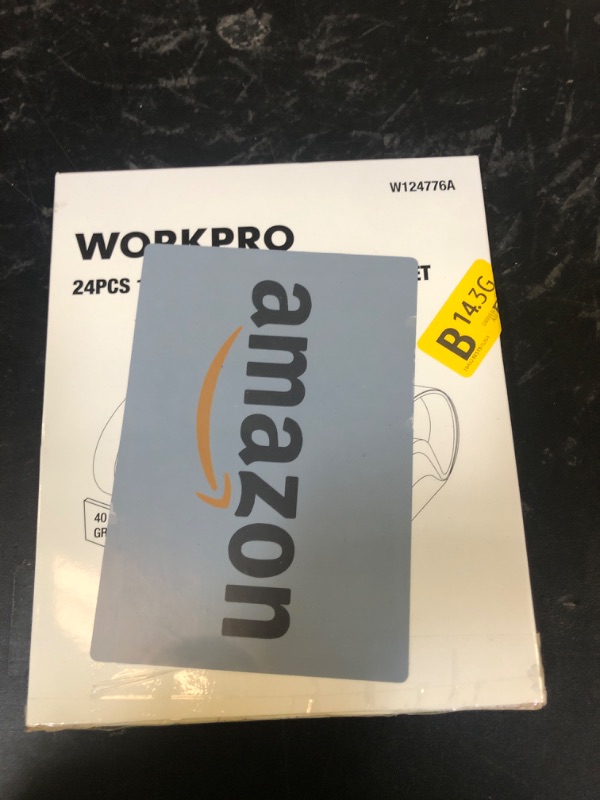 W124776A
WORKPRO
24PCS
ET
B 14.3G
amazon
40
GR